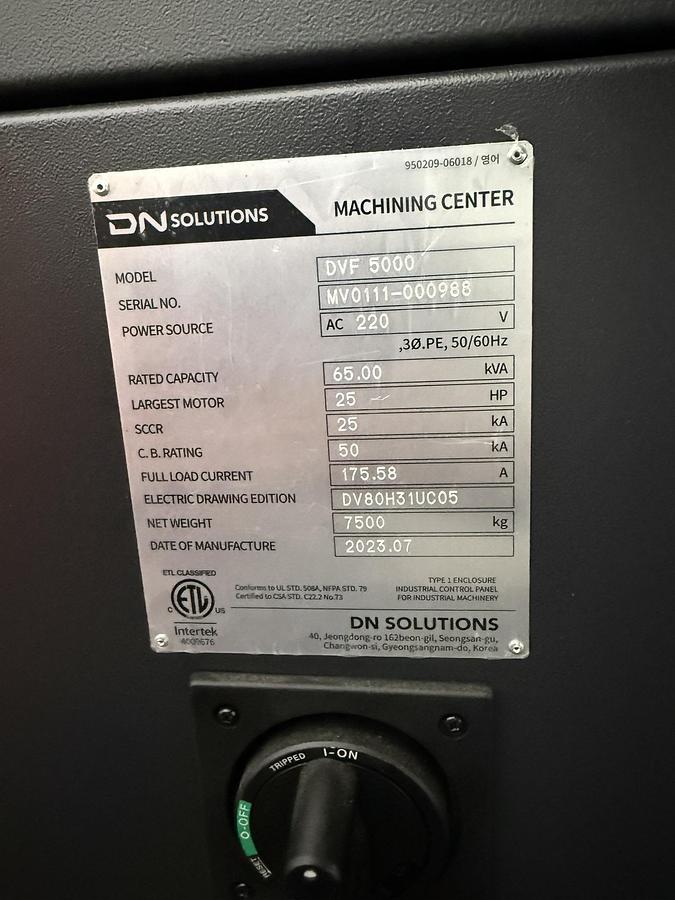 950209-06018 / 영어
DN SOLUTIONS MACHINING CENTER
MODEL DVF 5000
SERIAL NO. MV0111-000988
POWER SOURCE AC 220 V
,3Ø.PE, 50/60Hz
RATED CAPACITY 65.00 kVA
LARGEST MOTOR 25 HP
SCCR 25 kA
C.B. RATING 50 kA
FULL LOAD CURRENT 175.58 A
ELECTRIC DRAWING EDITION DV80H31UC05
NET WEIGHT 7500 kg
DATE OF MANUFACTURE 2023.07
ETL CLASSIFIED
C ETL US
Intertek
4009676
Conforms to UL STD. 508A, NFPA STD. 79
Certified to CSA STD. C22.2 No.73
TYPE 1 ENCLOSURE
INDUSTRIAL CONTROL PANEL
FOR INDUSTRIAL MACHINERY
DN SOLUTIONS
40, Jeongdong-ro 162beon-gil, Seongsan-gu,
Changwon-si, Gyeongsangnam-do, Korea
TRIPPED I-ON
O-OFF
RESET